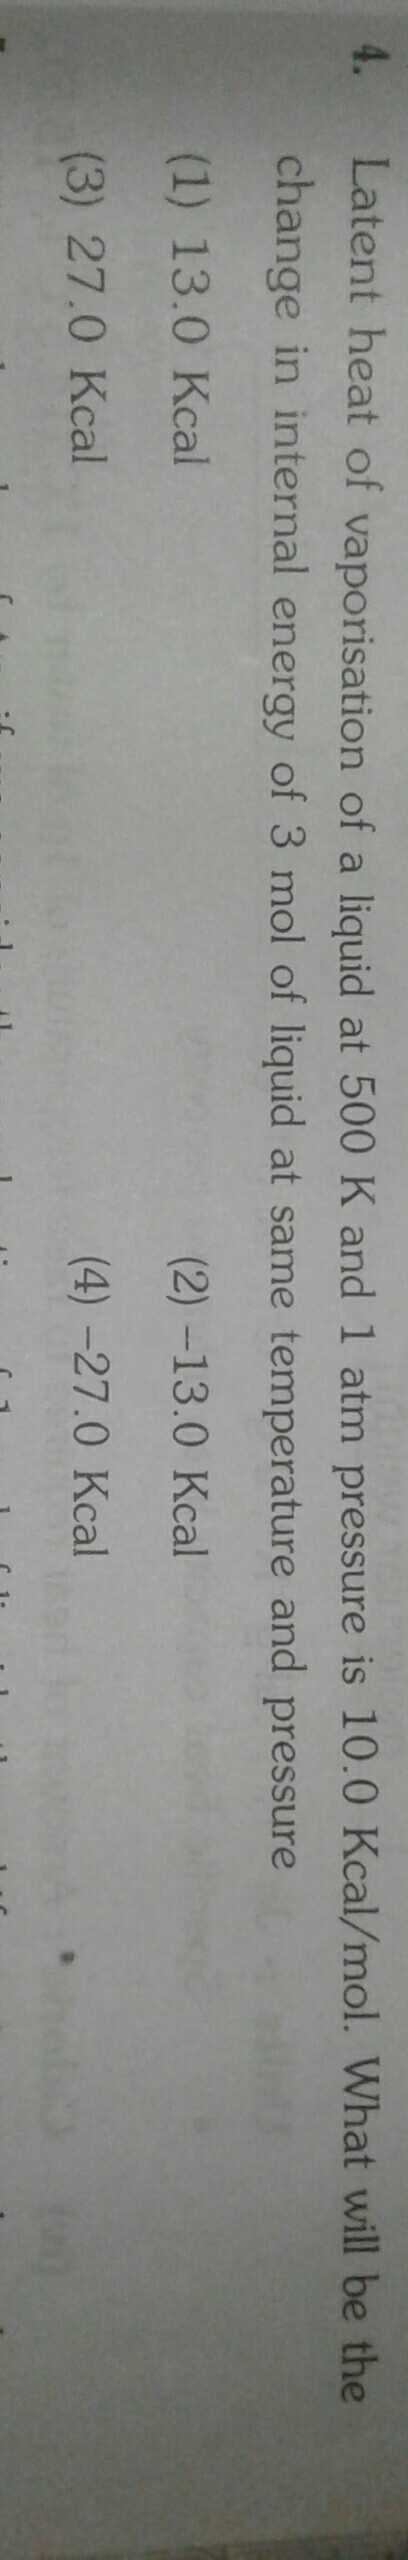 4. Latent heat of vaporisation of a liquid at 500 K and 1 atm pressure is 10.0 Kcal/mol. What will be the
change in internal energy of 3 mol of liquid at same temperature and pressure
(1) 13.0 Kcal (2) –13.0 Kcal
(3) 27.0 Kcal (4) –27.0 Kcal